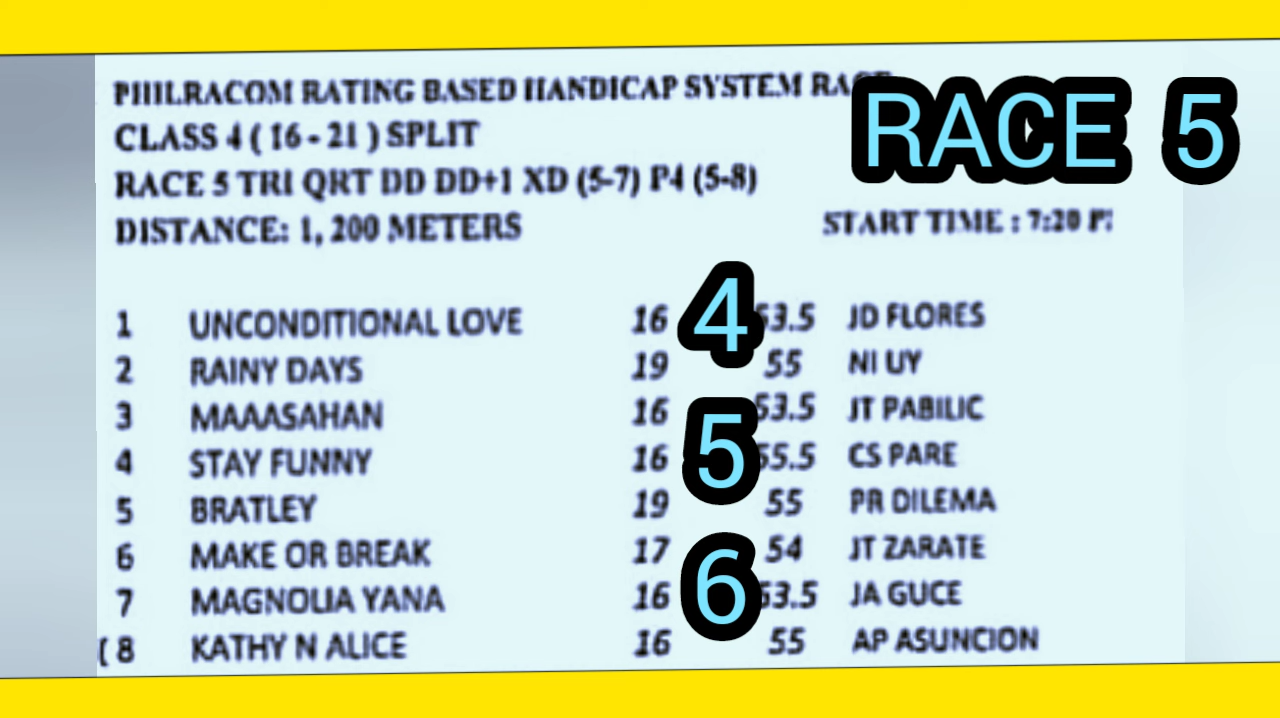 PHILRACOM RATING BASED HANDICAP SYSTEM RACE
RACE 5
CLASS 4 ( 16 - 21 ) SPLIT
RACE 5 TRI QRT DD DD+1 XD (5-7) P4 (5-8)
DISTANCE: 1, 200 METERS START TIME : 7:20 P
1 UNCONDITIONAL LOVE 16 53.5 JD FLORES
4
2 RAINY DAYS 19 55 NI UY
3 MAAASAHAN 16 53.5 JT PABILIC
5
4 STAY FUNNY 16 55.5 CS PARE
5 BRATLEY 19 55 PR DILEMA
6 MAKE OR BREAK 17 54 JT ZARATE
6
7 MAGNOLIA YANA 16 53.5 JA GUCE
( 8 KATHY N ALICE 16 55 AP ASUNCION